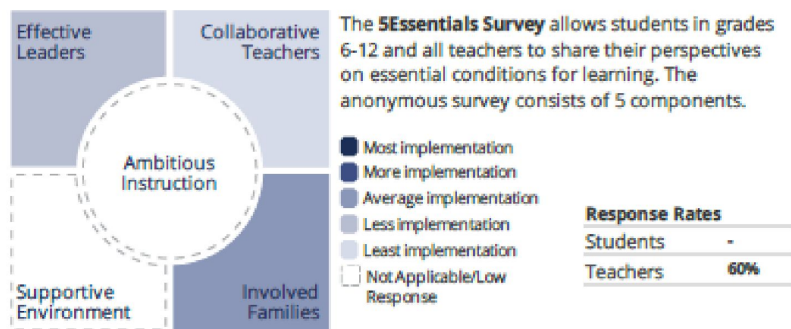 Effective
Leaders
Collaborative
Teachers
Ambitious
Instruction
Supportive
Environment
Involved
Families
The 5Essentials Survey allows students in grades
6-12 and all teachers to share their perspectives
on essential conditions for learning. The
anonymous survey consists of 5 components.
Most implementation
More implementation
Average implementation
Less implementation
Least implementation
Not Applicable/Low
Response
Response Rates
Students -
Teachers 60%